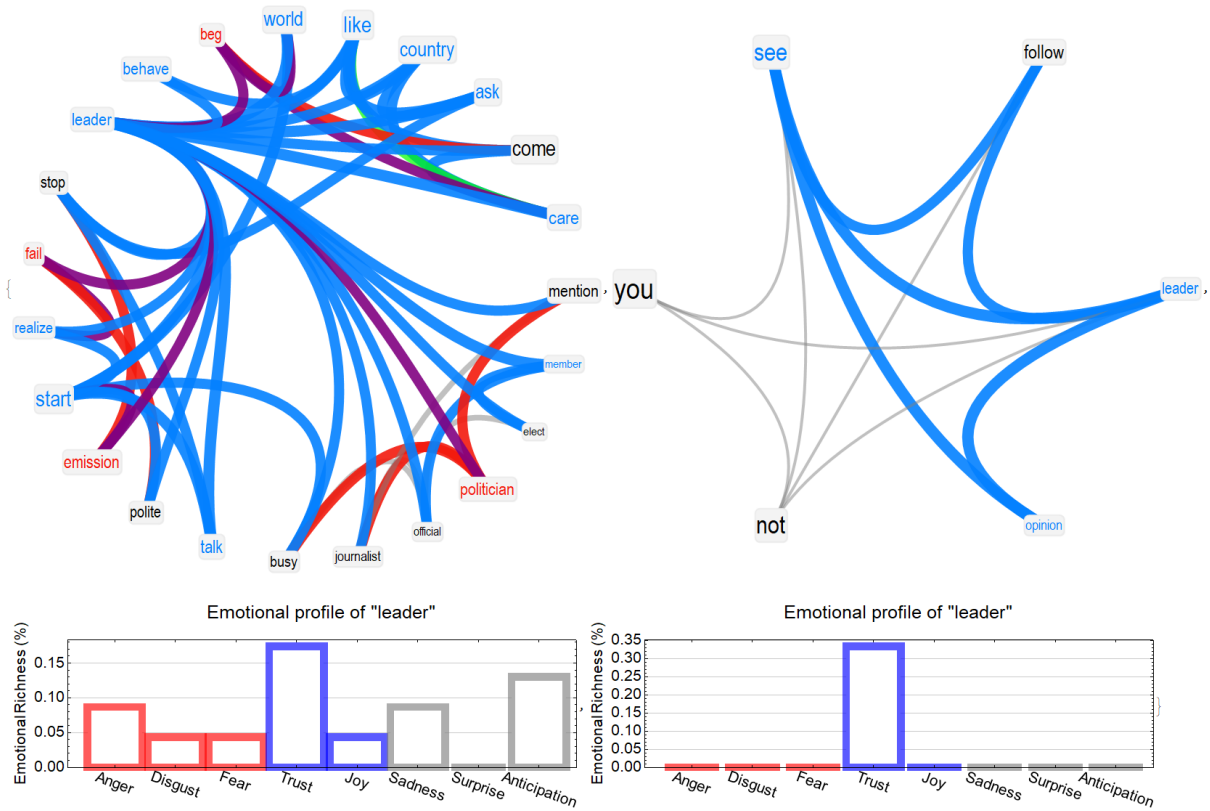 world
like
beg
country
behave
ask
leader
come
stop
care
fail
{
mention
,
realize
member
start
elect
emission
politician
polite
official
talk
busy
journalist
see
follow
you
leader
,
not
opinion
Emotional profile of "leader"
Emotional Richness (%)
0.15
0.10
0.05
0.00
Anger
Disgust
Fear
Trust
Joy
Sadness
Surprise
Anticipation
,
Emotional profile of "leader"
Emotional Richness (%)
0.35
0.30
0.25
0.20
0.15
0.10
0.05
0.00
Anger
Disgust
Fear
Trust
Joy
Sadness
Surprise
Anticipation
}